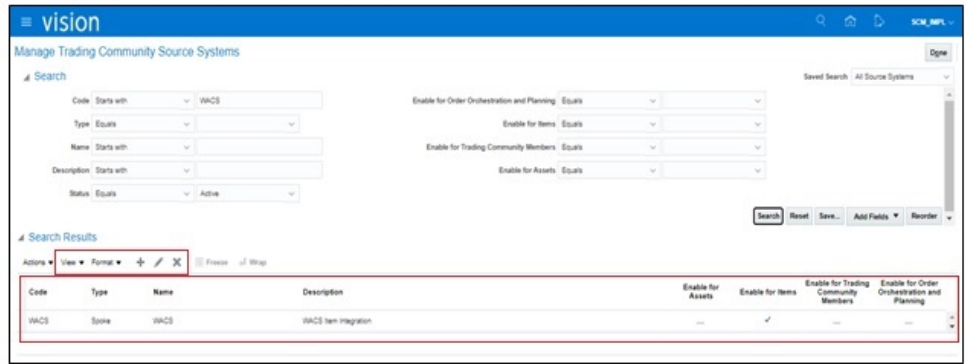 vision
SCM_IMPL
Manage Trading Community Source Systems
Done
Search
Saved Search All Source Systems
Code Starts with WACS Enable for Order Orchestration and Planning Equals
Type Equals Enable for Items Equals
Name Starts with Enable for Trading Community Members Equals
Description Starts with Enable for Assets Equals
Status Equals Active
Search Reset Save... Add Fields Reorder
Search Results
Actions View Format Freeze Wrap
Code Type Name Description Enable for Assets Enable for Items Enable for Trading Community Members Enable for Order Orchestration and Planning
WACS Spoke WACS WACS Item Integration